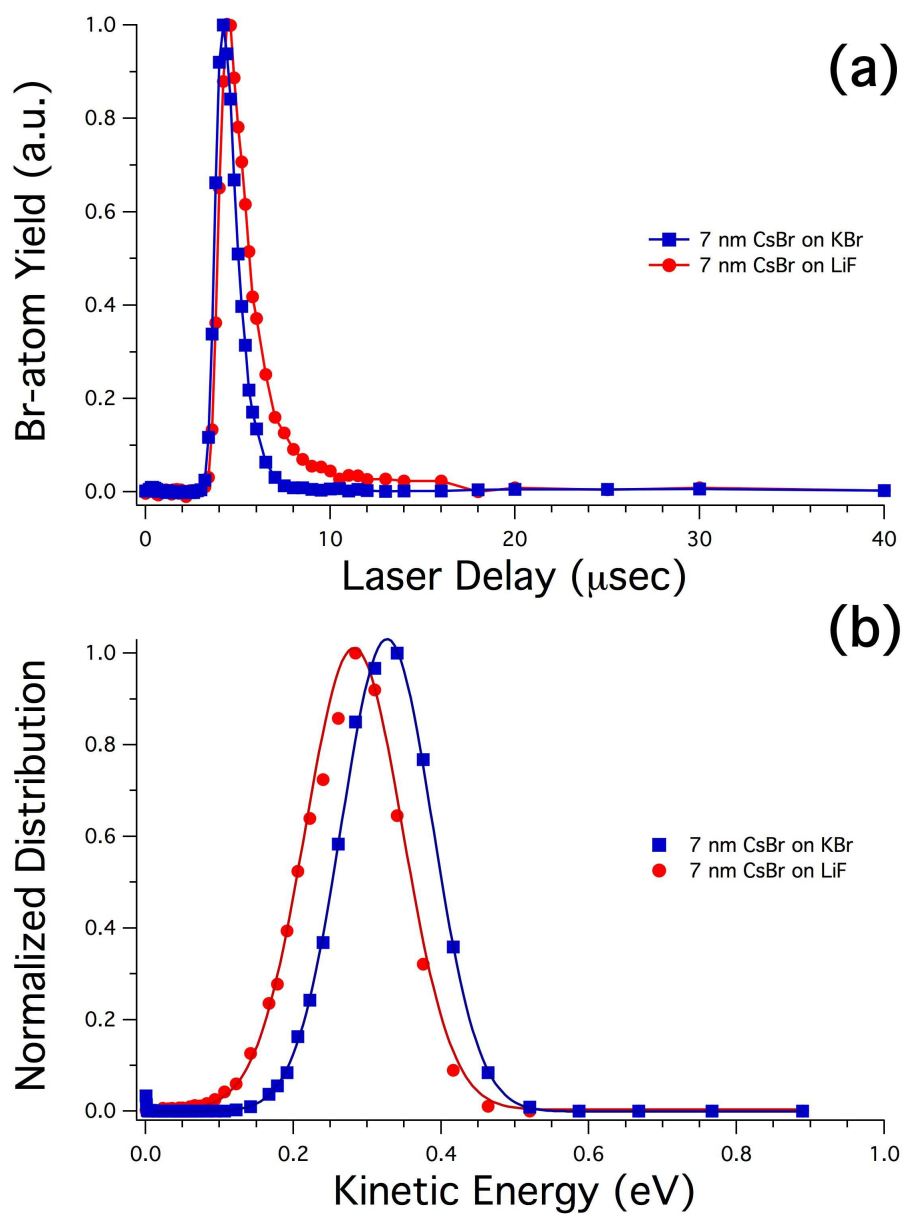 (a)
1.0
0.8
0.6
0.4
0.2
0.0
Br-atom Yield (a.u.)
7 nm CsBr on KBr
7 nm CsBr on LiF
0 10 20 30 40
Laser Delay (μsec)
(b)
1.0
0.8
0.6
0.4
0.2
0.0
Normalized Distribution
7 nm CsBr on KBr
7 nm CsBr on LiF
0.0 0.2 0.4 0.6 0.8 1.0
Kinetic Energy (eV)